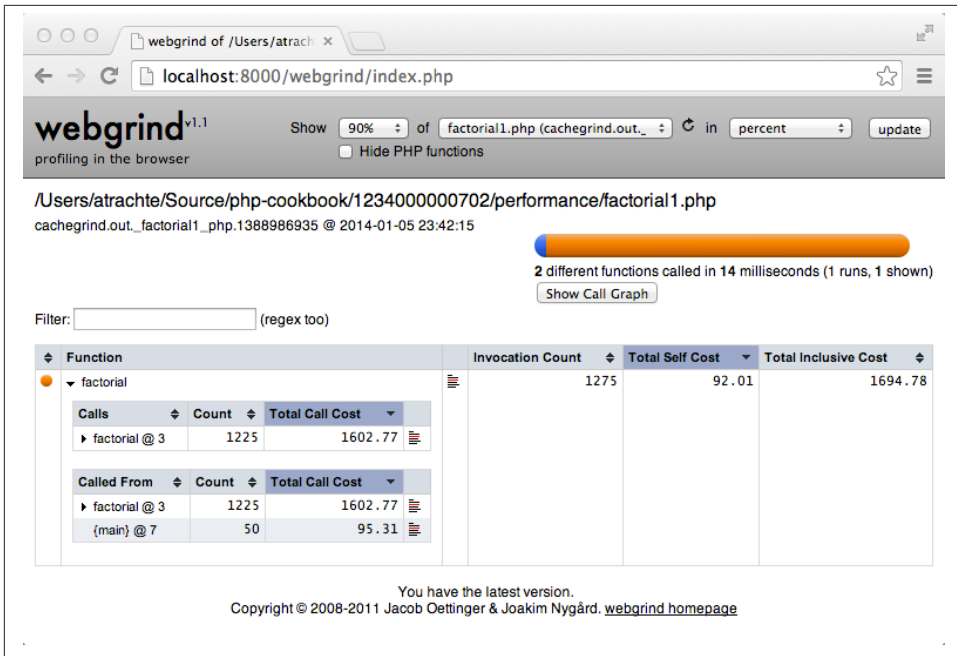 webgrind of /Users/atrach
localhost:8000/webgrind/index.php
webgrind v1.1
profiling in the browser
Show 90% of factorial1.php (cachegrind.out._ in percent update
Hide PHP functions
/Users/atrachte/Source/php-cookbook/1234000000702/performance/factorial1.php
cachegrind.out._factorial1_php.1388986935 @ 2014-01-05 23:42:15
2 different functions called in 14 milliseconds (1 runs, 1 shown)
Show Call Graph
Filter: (regex too)
Function Invocation Count Total Self Cost Total Inclusive Cost
factorial 1275 92.01 1694.78
Calls Count Total Call Cost
factorial @ 3 1225 1602.77
Called From Count Total Call Cost
factorial @ 3 1225 1602.77
{main} @ 7 50 95.31
You have the latest version.
Copyright © 2008-2011 Jacob Oettinger & Joakim Nygård. webgrind homepage